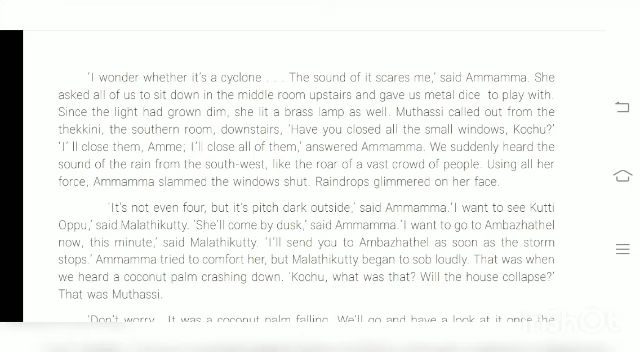 'I wonder whether it's a cyclone . . . The sound of it scares me,' said Ammamma. She
asked all of us to sit down in the middle room upstairs and gave us metal dice to play with.
Since the light had grown dim, she lit a brass lamp as well. Muthassi called out from the
thekkini, the southern room, downstairs, 'Have you closed all the small windows, Kochu?'
'I' ll close them, Amme; I'll close all of them,' answered Ammamma. We suddenly heard the
sound of the rain from the south-west, like the roar of a vast crowd of people. Using all her
force, Ammamma slammed the windows shut. Raindrops glimmered on her face.
'It's not even four, but it's pitch dark outside,' said Ammamma.'I want to see Kutti
Oppu,' said Malathikutty. 'She'll come by dusk,' said Ammamma.'I want to go to Ambazhathel
now, this minute,' said Malathikutty. 'I'll send you to Ambazhathel as soon as the storm
stops.' Ammamma tried to comfort her, but Malathikutty began to sob loudly. That was when
we heard a coconut palm crashing down. 'Kochu, what was that? Will the house collapse?'
That was Muthassi.
'Don't worry. It was a coconut palm falling. We'll go and have a look at it once the